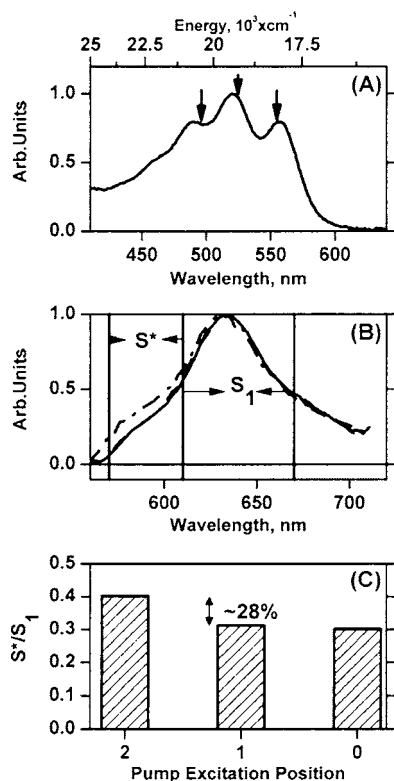 Energy, 10³xcm⁻¹
25 22.5 20 18 17.5
(A)
Arb.Units
1.0
0.5
0.0
450 500 550 600
Wavelength, nm
(B)
S*
S₁
Arb.Units
1.0
0.5
0.0
600 650 700
Wavelength, nm
(C)
S*/S₁
0.5
0.4
0.3
0.2
0.1
0.0
~28%
2 1 0
Pump Excitation Position